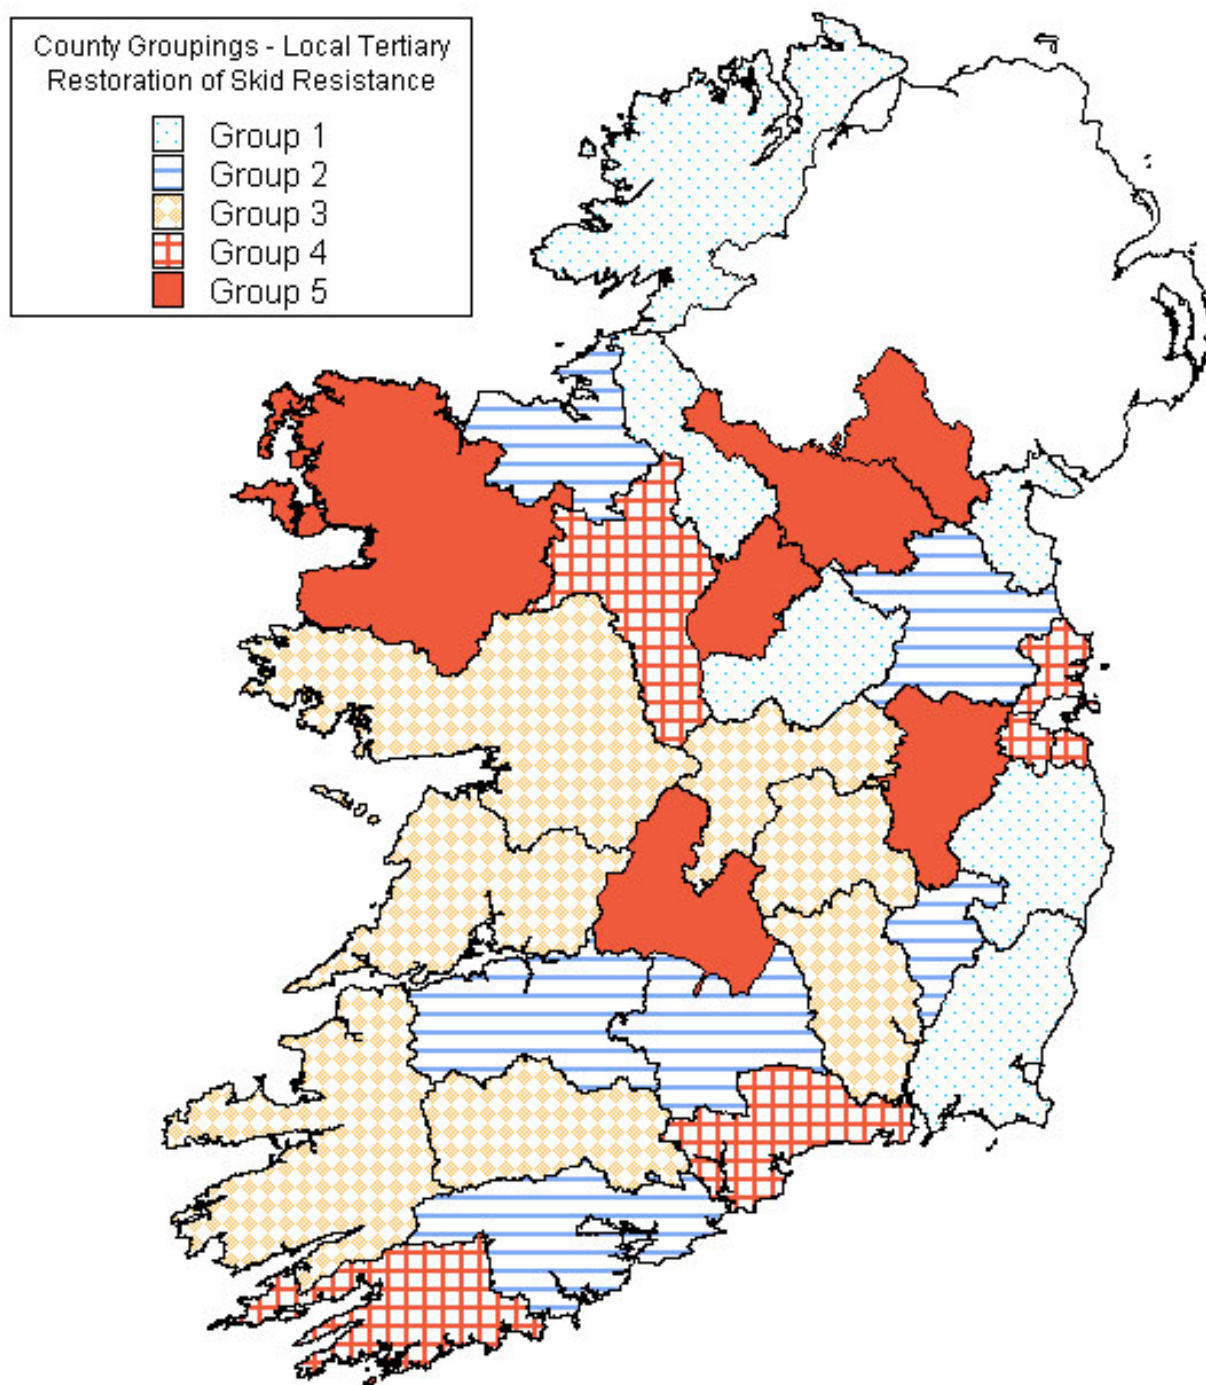 County Groupings - Local Tertiary
Restoration of Skid Resistance
Group 1
Group 2
Group 3
Group 4
Group 5